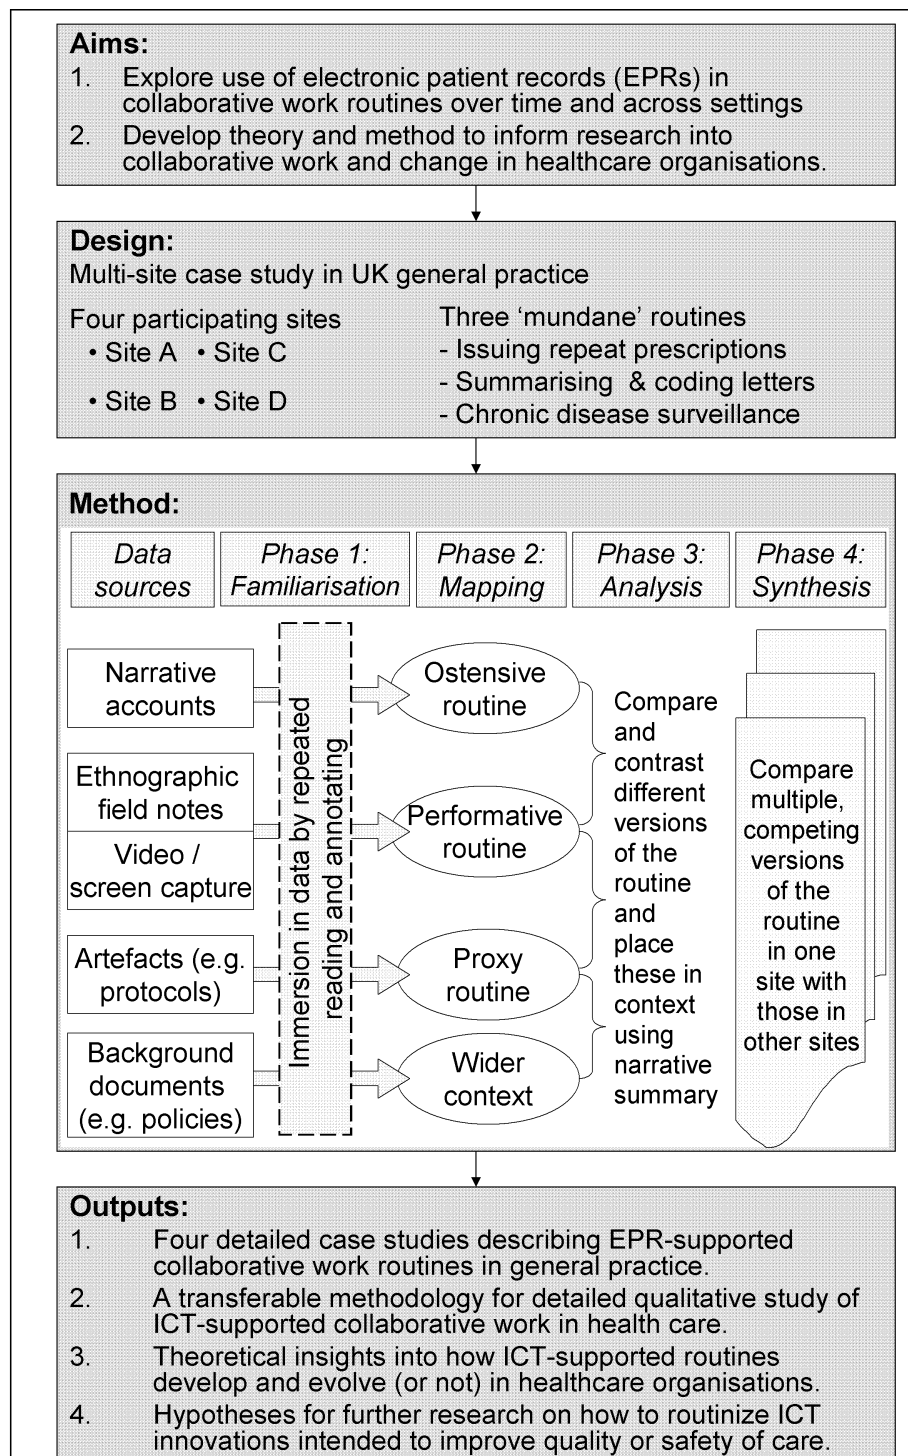 Aims:
1. Explore use of electronic patient records (EPRs) in
collaborative work routines over time and across settings
2. Develop theory and method to inform research into
collaborative work and change in healthcare organisations.
Design:
Multi-site case study in UK general practice
Four participating sites
• Site A • Site C
• Site B • Site D
Three ‘mundane’ routines
- Issuing repeat prescriptions
- Summarising & coding letters
- Chronic disease surveillance
Method:
Data
sources
Phase 1:
Familiarisation
Phase 2:
Mapping
Phase 3:
Analysis
Phase 4:
Synthesis
Narrative
accounts
Ethnographic
field notes
Video /
screen capture
Artefacts (e.g.
protocols)
Background
documents
(e.g. policies)
Immersion in data by repeated
reading and annotating
Ostensive
routine
Performative
routine
Proxy
routine
Wider
context
Compare
and
contrast
different
versions
of the
routine
and
place
these in
context
using
narrative
summary
Compare
multiple,
competing
versions
of the
routine
in one
site with
those in
other sites
Outputs:
1. Four detailed case studies describing EPR-supported
collaborative work routines in general practice.
2. A transferable methodology for detailed qualitative study of
ICT-supported collaborative work in health care.
3. Theoretical insights into how ICT-supported routines
develop and evolve (or not) in healthcare organisations.
4. Hypotheses for further research on how to routinize ICT
innovations intended to improve quality or safety of care.